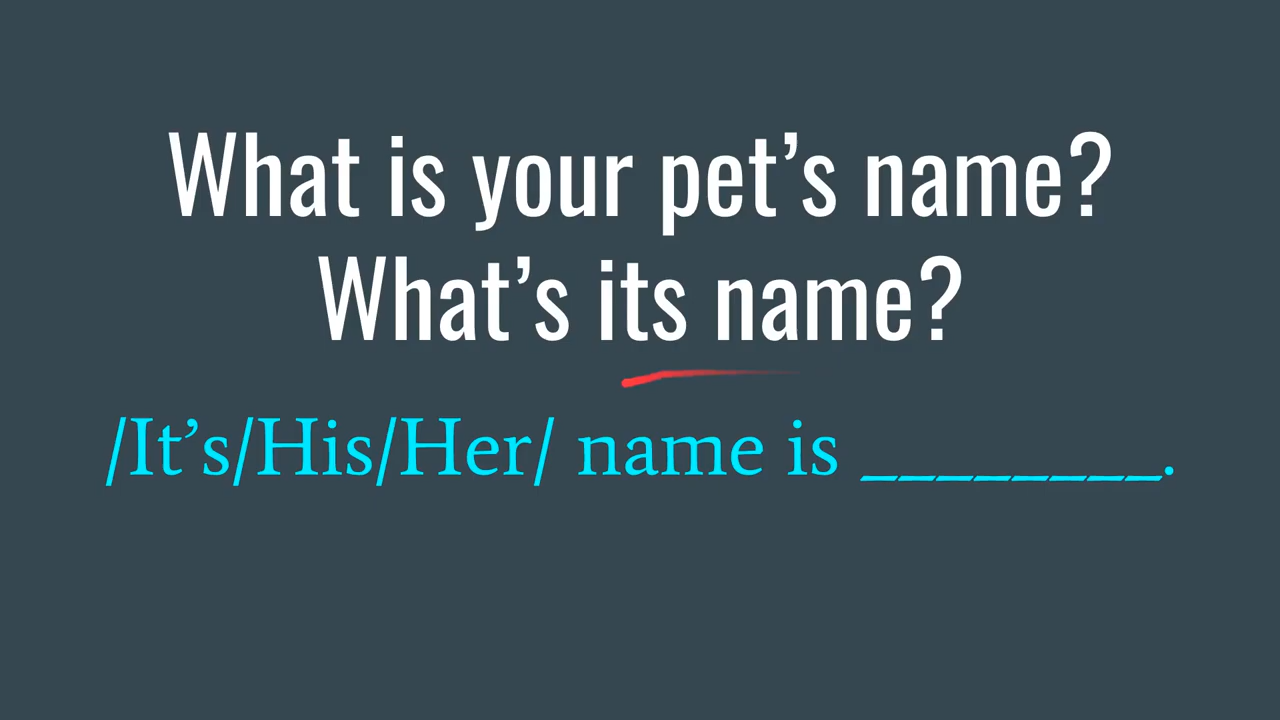 What is your pet’s name?
What’s its name?
/It’s/His/Her/ name is ________.